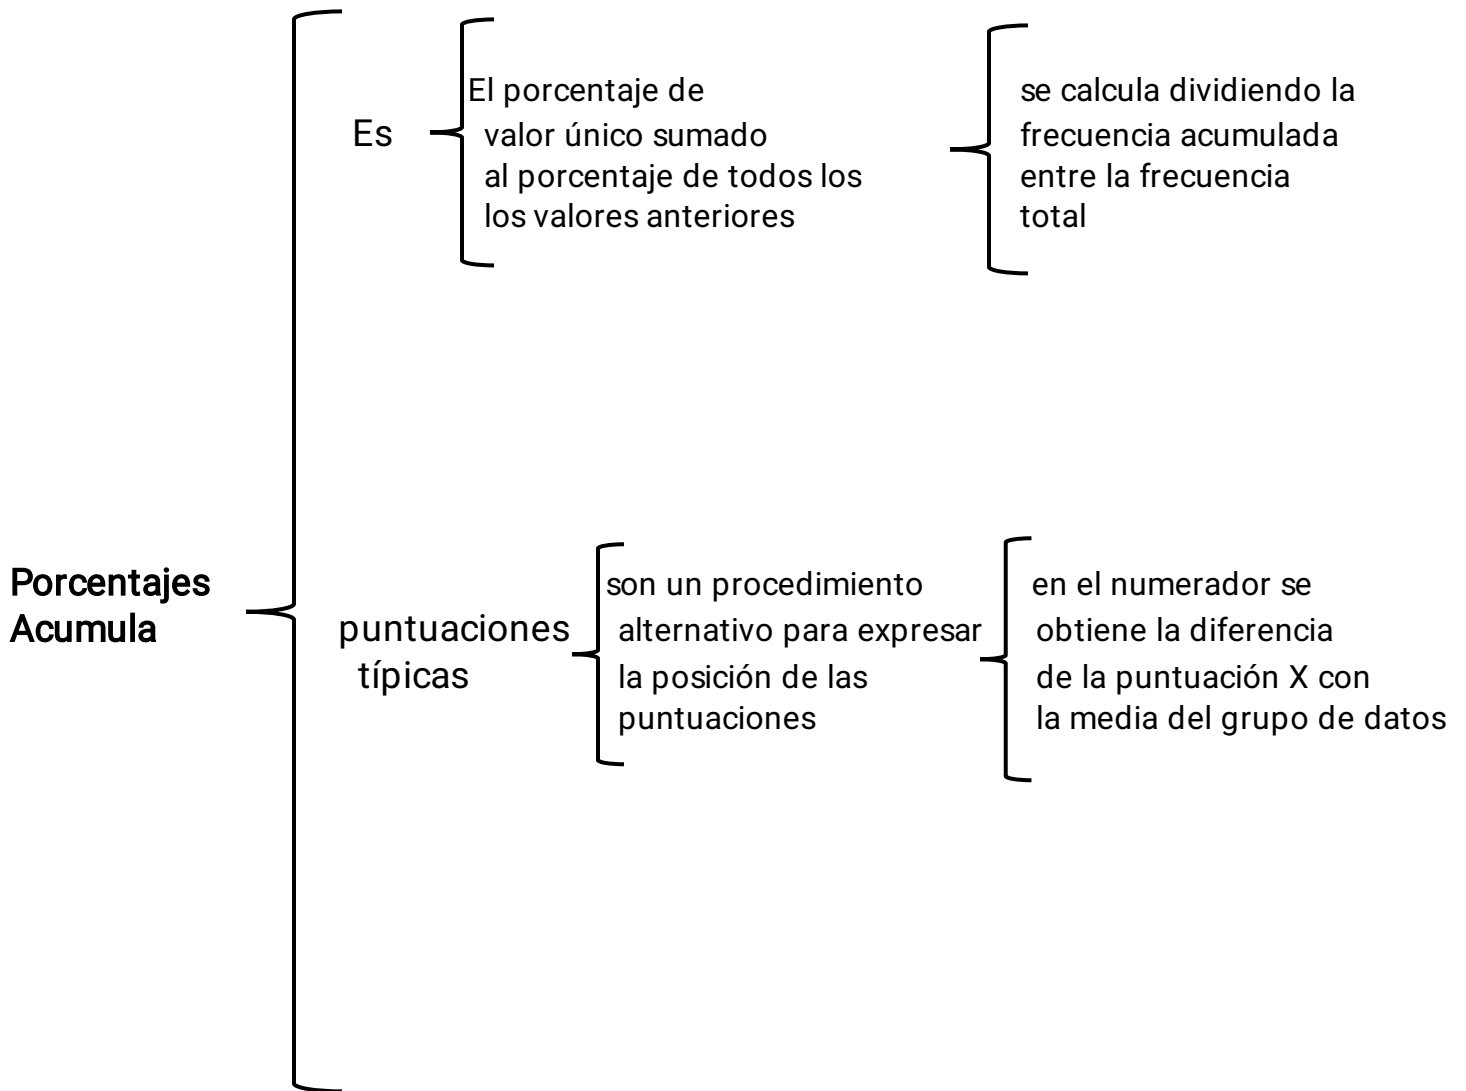 Porcentajes
Acumula
Es
El porcentaje de
valor único sumado
al porcentaje de todos los
los valores anteriores
se calcula dividiendo la
frecuencia acumulada
entre la frecuencia
total
puntuaciones
típicas
son un procedimiento
alternativo para expresar
la posición de las
puntuaciones
en el numerador se
obtiene la diferencia
de la puntuación X con
la media del grupo de datos